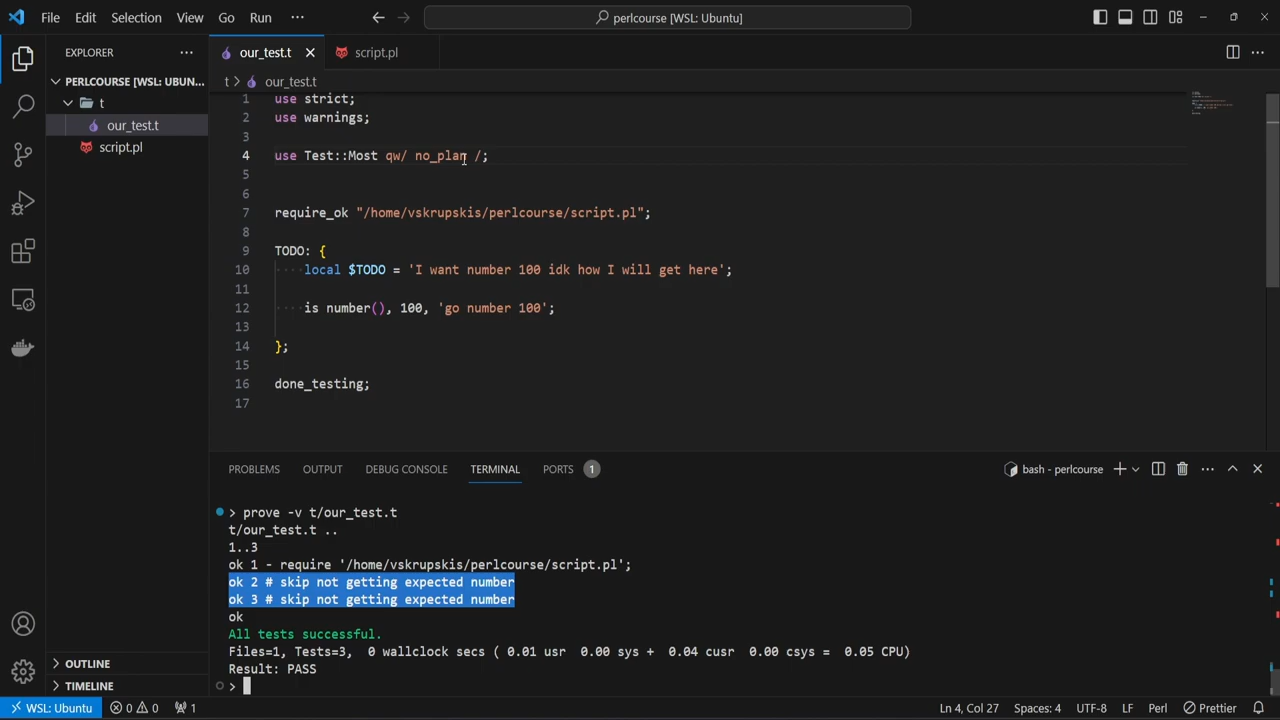 File Edit Selection View Go Run ··· perlcourse [WSL: Ubuntu]
EXPLORER ···
PERLCOURSE [WSL: UBUN...
t
our_test.t
script.pl
OUTLINE
TIMELINE
our_test.t script.pl
t > our_test.t
1 use strict;
2 use warnings;
3
4 use Test::Most qw/ no_plan /;
5
6
7 require_ok "/home/vskrupskis/perlcourse/script.pl";
8
9 TODO: {
10 ····local $TODO = 'I want number 100 idk how I will get here';
11
12 ····is number(), 100, 'go number 100';
13
14 };
15
16 done_testing;
17
PROBLEMS OUTPUT DEBUG CONSOLE TERMINAL PORTS 1 bash - perlcourse
> prove -v t/our_test.t
t/our_test.t ..
1..3
ok 1 - require '/home/vskrupskis/perlcourse/script.pl';
ok 2 # skip not getting expected number
ok 3 # skip not getting expected number
ok
All tests successful.
Files=1, Tests=3, 0 wallclock secs ( 0.01 usr 0.00 sys + 0.04 cusr 0.00 csys = 0.05 CPU)
Result: PASS
>
WSL: Ubuntu 0 0 1 Ln 4, Col 27 Spaces: 4 UTF-8 LF Perl Prettier